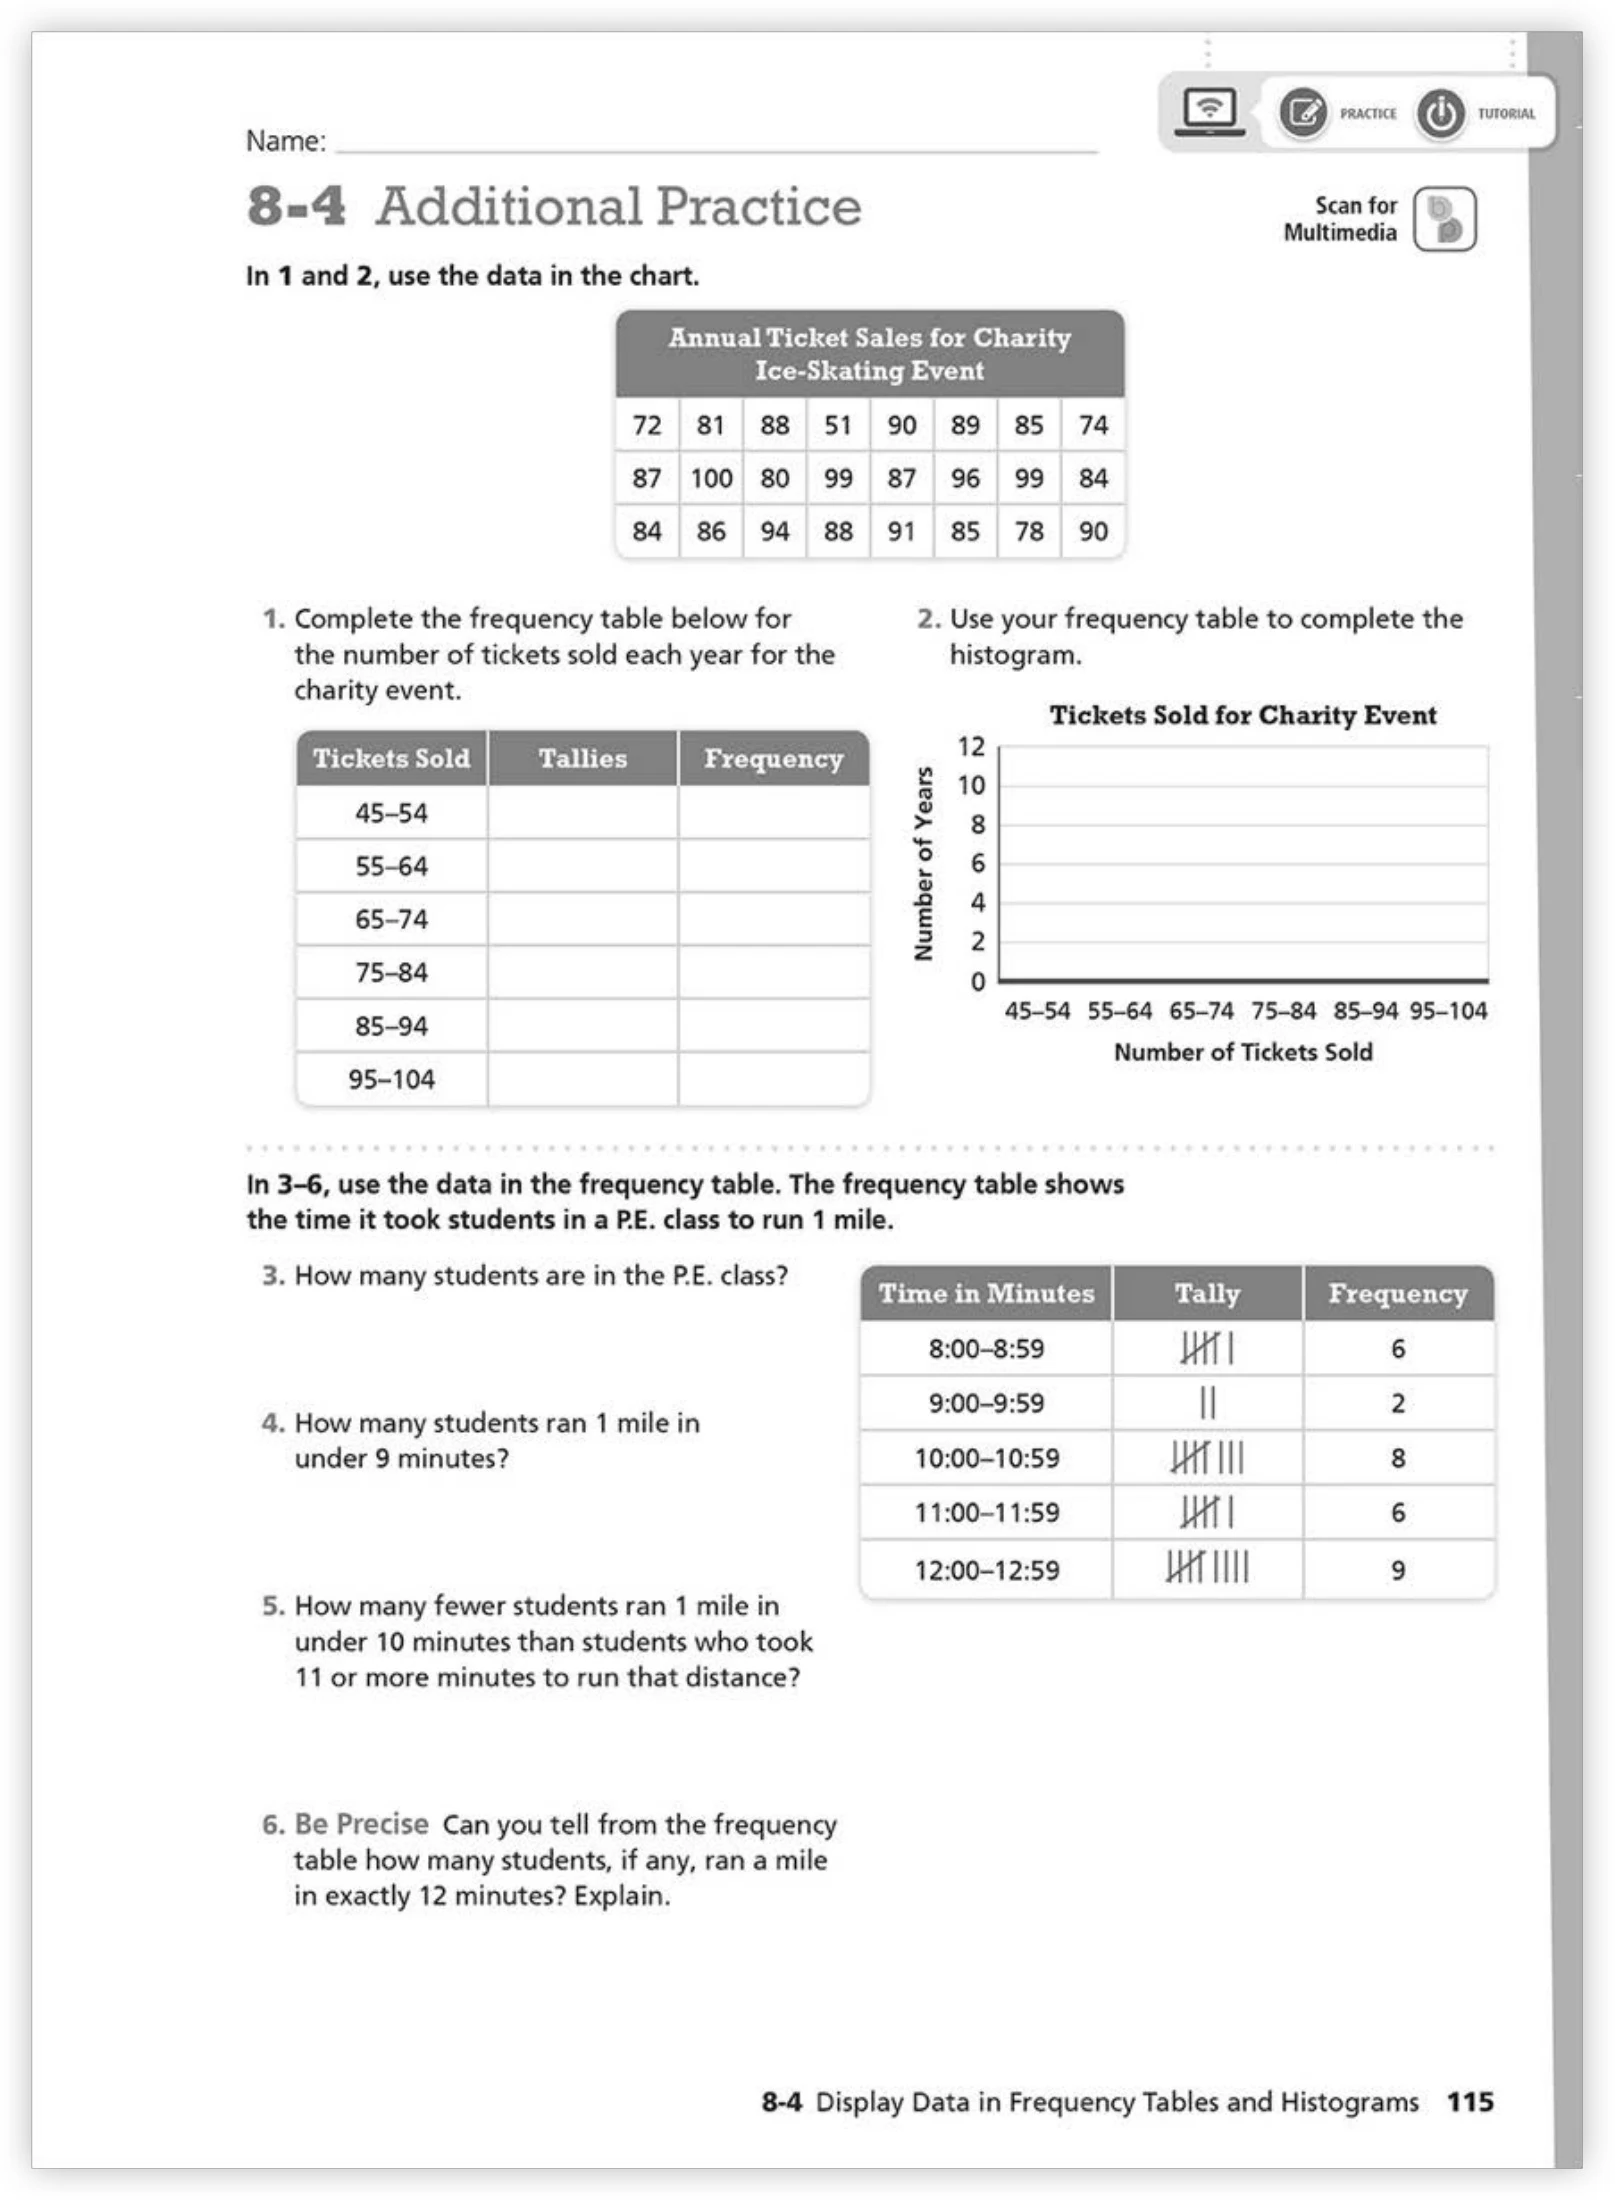 PRACTICE TUTORIAL
Name:
8-4 Additional Practice
Scan for
Multimedia
In 1 and 2, use the data in the chart.
Annual Ticket Sales for Charity
Ice-Skating Event
72 81 88 51 90 89 85 74
87 100 80 99 87 96 99 84
84 86 94 88 91 85 78 90
1. Complete the frequency table below for
the number of tickets sold each year for the
charity event.
Tickets Sold Tallies Frequency
45–54
55–64
65–74
75–84
85–94
95–104
2. Use your frequency table to complete the
histogram.
Tickets Sold for Charity Event
Number of Years
12
10
8
6
4
2
0
45–54 55–64 65–74 75–84 85–94 95–104
Number of Tickets Sold
In 3–6, use the data in the frequency table. The frequency table shows
the time it took students in a P.E. class to run 1 mile.
3. How many students are in the P.E. class?
4. How many students ran 1 mile in
under 9 minutes?
5. How many fewer students ran 1 mile in
under 10 minutes than students who took
11 or more minutes to run that distance?
6. Be Precise Can you tell from the frequency
table how many students, if any, ran a mile
in exactly 12 minutes? Explain.
Time in Minutes Tally Frequency
8:00–8:59 6
9:00–9:59 2
10:00–10:59 8
11:00–11:59 6
12:00–12:59 9
8-4 Display Data in Frequency Tables and Histograms 115